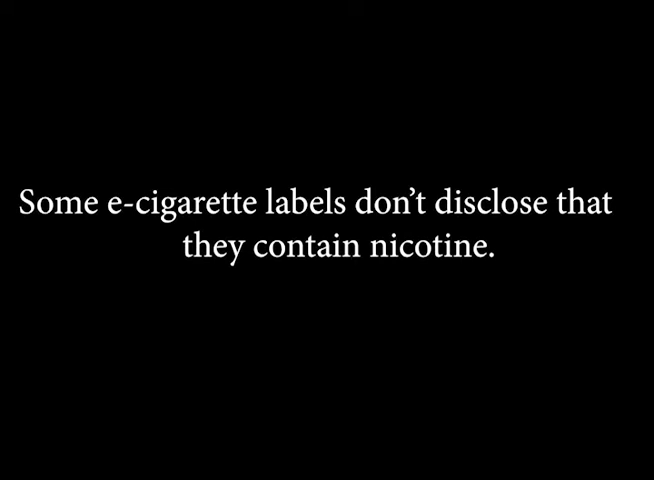 Some e-cigarette labels don’t disclose that
they contain nicotine.